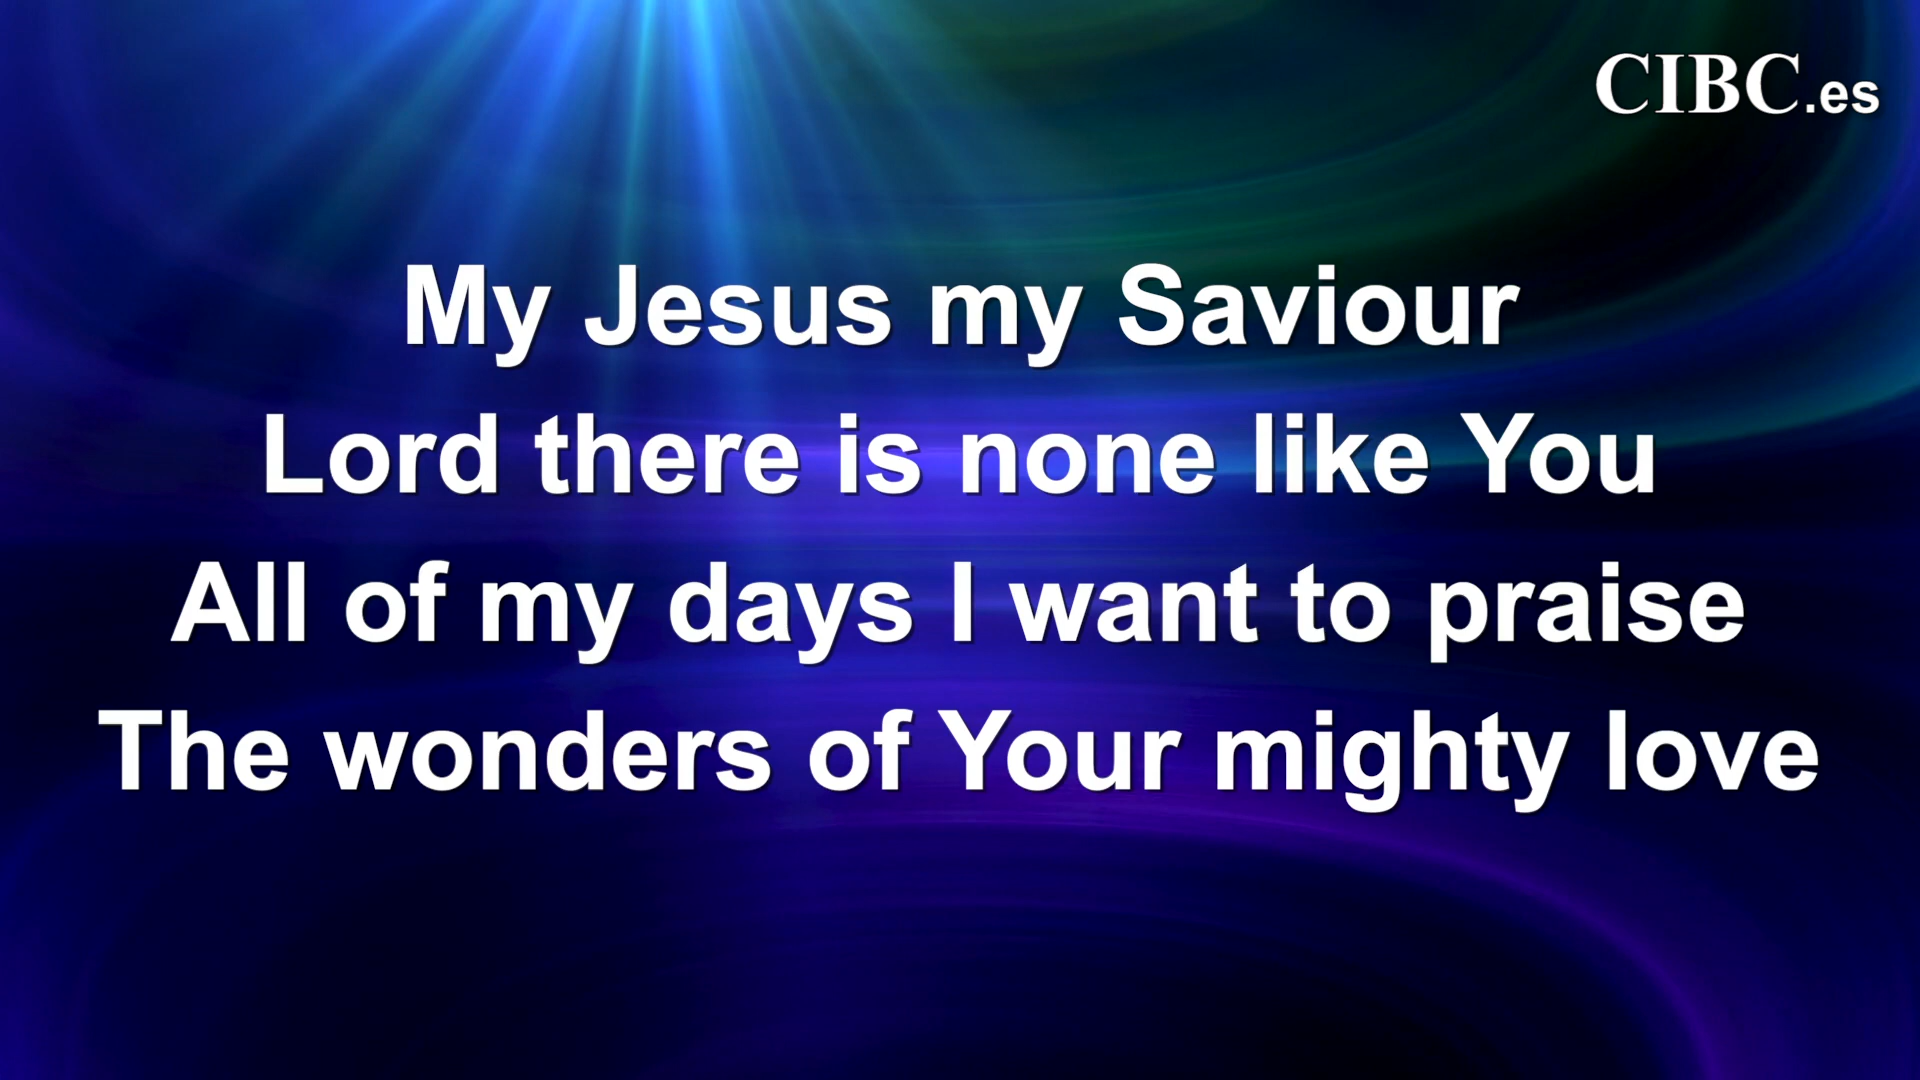 CIBC.es
My Jesus my Saviour
Lord there is none like You
All of my days I want to praise
The wonders of Your mighty love